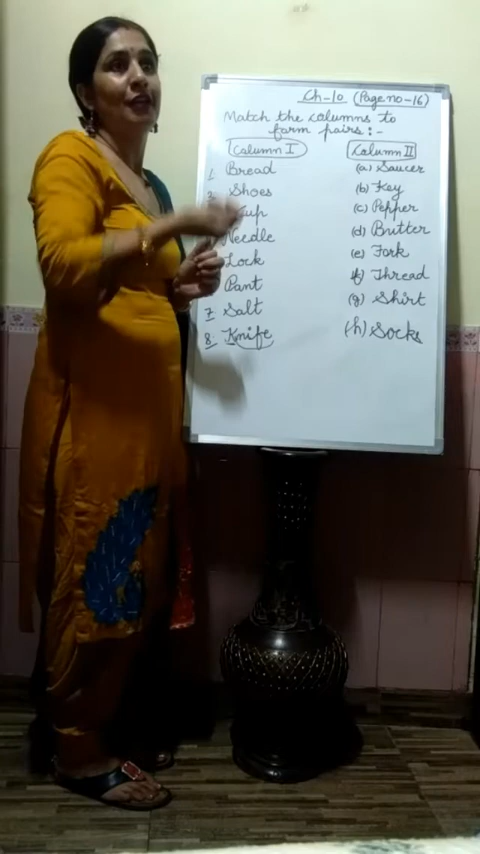 Ch-10 (Page no-16)
Match the columns to
form pairs :-
Column I Column II
1. Bread (a) Saucer
2. Shoes (b) Key
Cup (c) Pepper
Needle (d) Butter
Lock (e) Fork
Pant (f) Thread
7. Salt (g) Shirt
8. Knife (h) Socks